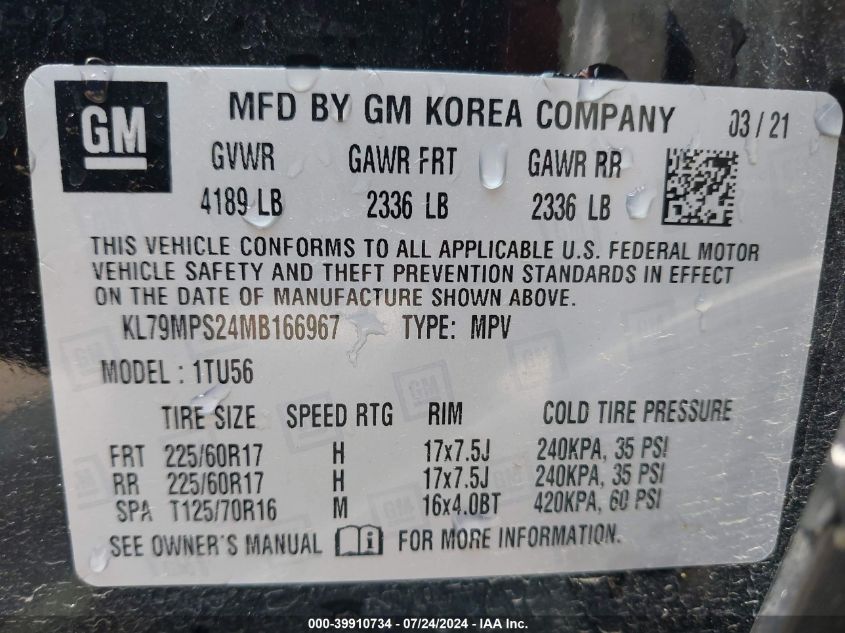 GM MFD BY GM KOREA COMPANY 03/21
GVWR GAWR FRT GAWR RR
4189 LB 2336 LB 2336 LB
THIS VEHICLE CONFORMS TO ALL APPLICABLE U.S. FEDERAL MOTOR
VEHICLE SAFETY AND THEFT PREVENTION STANDARDS IN EFFECT
ON THE DATE OF MANUFACTURE SHOWN ABOVE.
KL79MPS24MB166967 TYPE: MPV
MODEL : 1TU56
TIRE SIZE SPEED RTG RIM COLD TIRE PRESSURE
FRT 225/60R17 H 17x7.5J 240KPA, 35 PSI
RR 225/60R17 H 17x7.5J 240KPA, 35 PSI
SPA T125/70R16 M 16x4.0BT 420KPA, 60 PSI
SEE OWNER'S MANUAL i FOR MORE INFORMATION.
000-39910734 / 07/24/2024 - © IAA Inc.